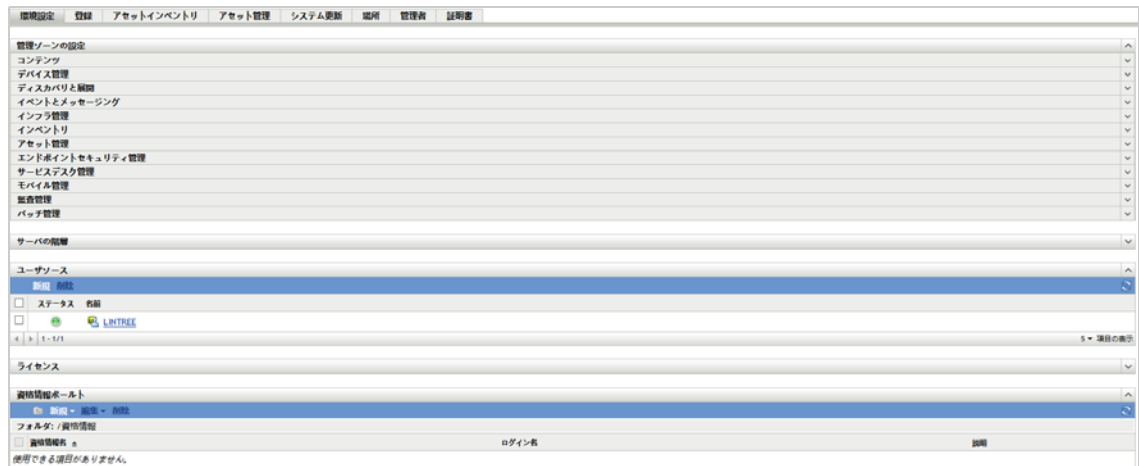 環境設定 登録 アセットインベントリ アセット管理 システム更新 場所 管理者 証明書
管理ゾーンの設定
コンテンツ
デバイス管理
ディスカバリと展開
イベントとメッセージング
インフラ管理
インベントリ
アセット管理
エンドポイントセキュリティ管理
サービスデスク管理
モバイル管理
監査管理
パッチ管理
サーバの階層
ユーザソース
新規 削除
ステータス 名前
LINTREE
1 - 1/1 5 項目の表示
ライセンス
資格情報ボールト
新規 編集 削除
フォルダ: /資格情報
資格情報名 ログイン名 説明
使用できる項目がありません。